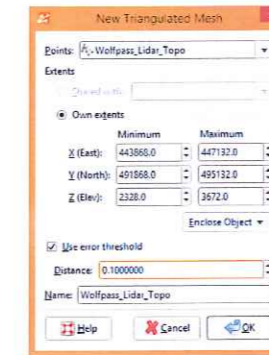 New Triangulated Mesh
Points: Wolfpass_Lidar_Topo
Extents
Own extents
Minimum Maximum
X (East): 443868.0 447132.0
Y (North): 491868.0 495132.0
Z (Elev): 2328.0 3672.0
Enclose Object
Use error threshold
Distance: 0.1000000
Name: Wolfpass_Lidar_Topo
Help Cancel OK